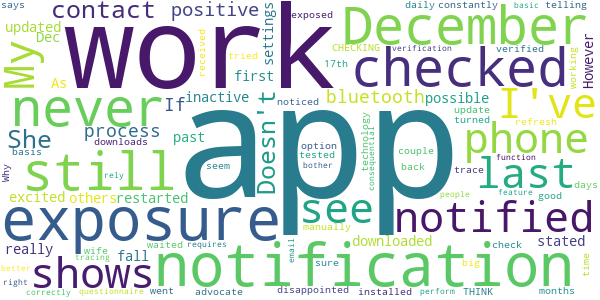 says
contact
positive
settings
exposed
daily
constantly
telling
basic
updated
Dec
work
December
received
tried
CHECKING
verification
verified
My
As
first
17th
checked
working
However
inactive
noticed
bluetooth
possible
I've
never
If
Doesn't
update
turned
refresh
She
process
past
app
option
tested
bother
technology
consequential
couple
back
phone
function
Why
basis
downloads
seem
rely
trace
last
feature
days
good
still
excited
others
restarted
see
manually
people
exposure
notified
really
wife
tracing
fall
waited
requires
email
downloaded
sure
check
stated
time
better
right
shows
notification
big
correctly
questionnaire
went
advocate
disappointed
installed
perform
THINK
months